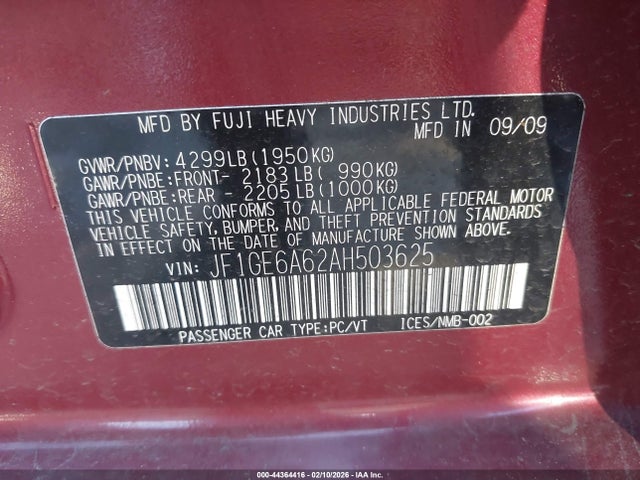 MFD BY FUJI HEAVY INDUSTRIES LTD.
MFD IN 09/09
GVWR/PNBV: 4299LB(1950KG)
GAWR/PNBE:FRONT- 2183LB( 990KG)
GAWR/PNBE:REAR - 2205LB(1000KG)
THIS VEHICLE CONFORMS TO ALL APPLICABLE FEDERAL MOTOR
VEHICLE SAFETY, BUMPER, AND THEFT PREVENTION STANDARDS
IN EFFECT ON THE DATE OF MANUFACTURE SHOWN ABOVE.
VIN: JF1GE6A62AH503625
PASSENGER CAR TYPE:PC/VT ICES/NMB-002
000-44364416 - 02/10/2026 - IAA Inc.